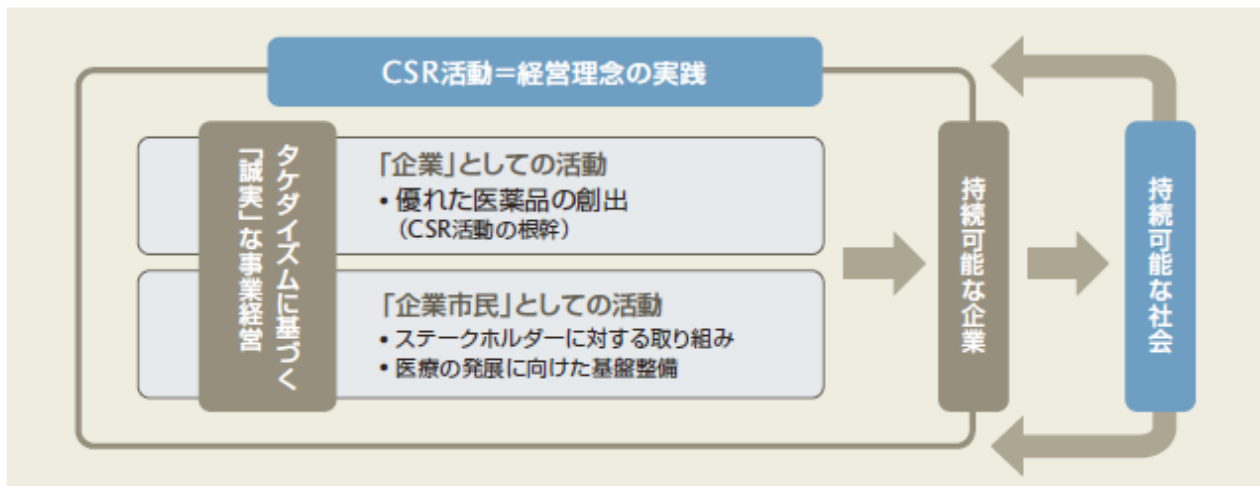 CSR活動=経営理念の実践
タケダイズムに基づく
「誠実」な事業経営
「企業」としての活動
• 優れた医薬品の創出
（CSR活動の根幹）
「企業市民」としての活動
• ステークホルダーに対する取り組み
• 医療の発展に向けた基盤整備
持続可能な企業
持続可能な社会